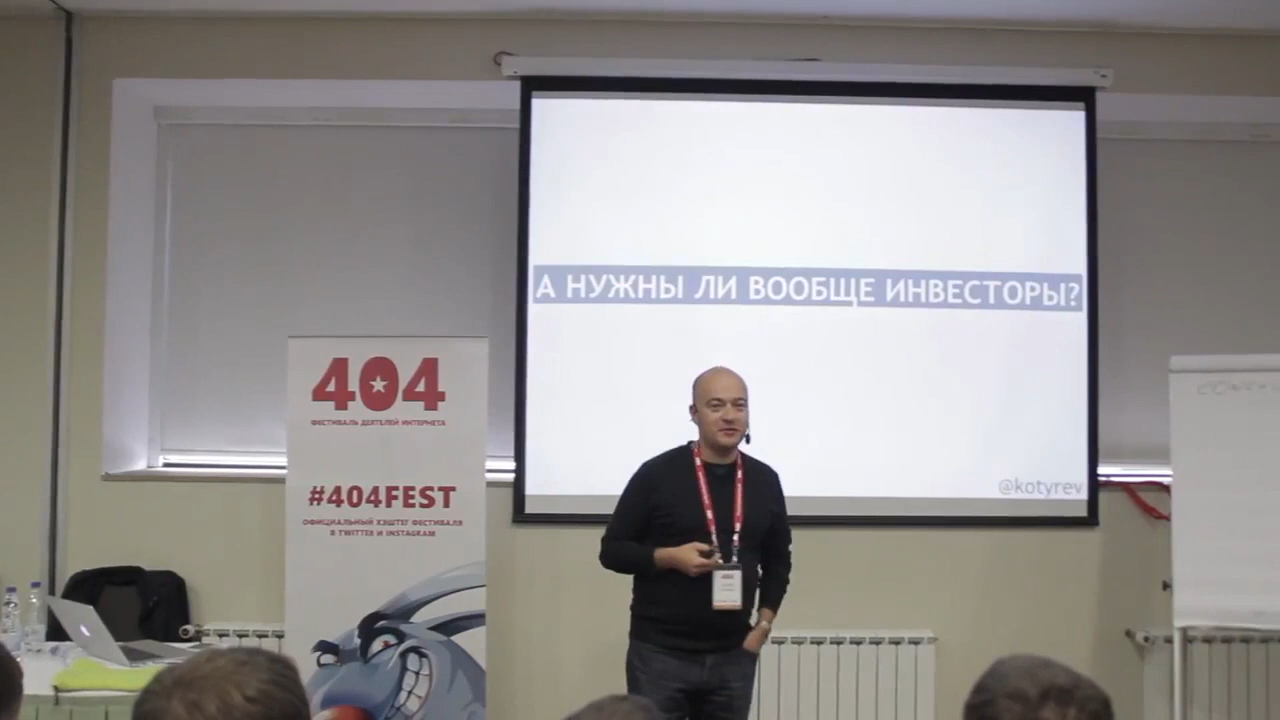 А НУЖНЫ ЛИ ВООБЩЕ ИНВЕСТОРЫ?
@kotyrev
404
ФЕСТИВАЛЬ ДЕЯТЕЛЕЙ ИНТЕРНЕТА
#404FEST
ОФИЦИАЛЬНЫЙ ХЭШТЕГ ФЕСТИВАЛЯ
В TWITTER И INSTAGRAM